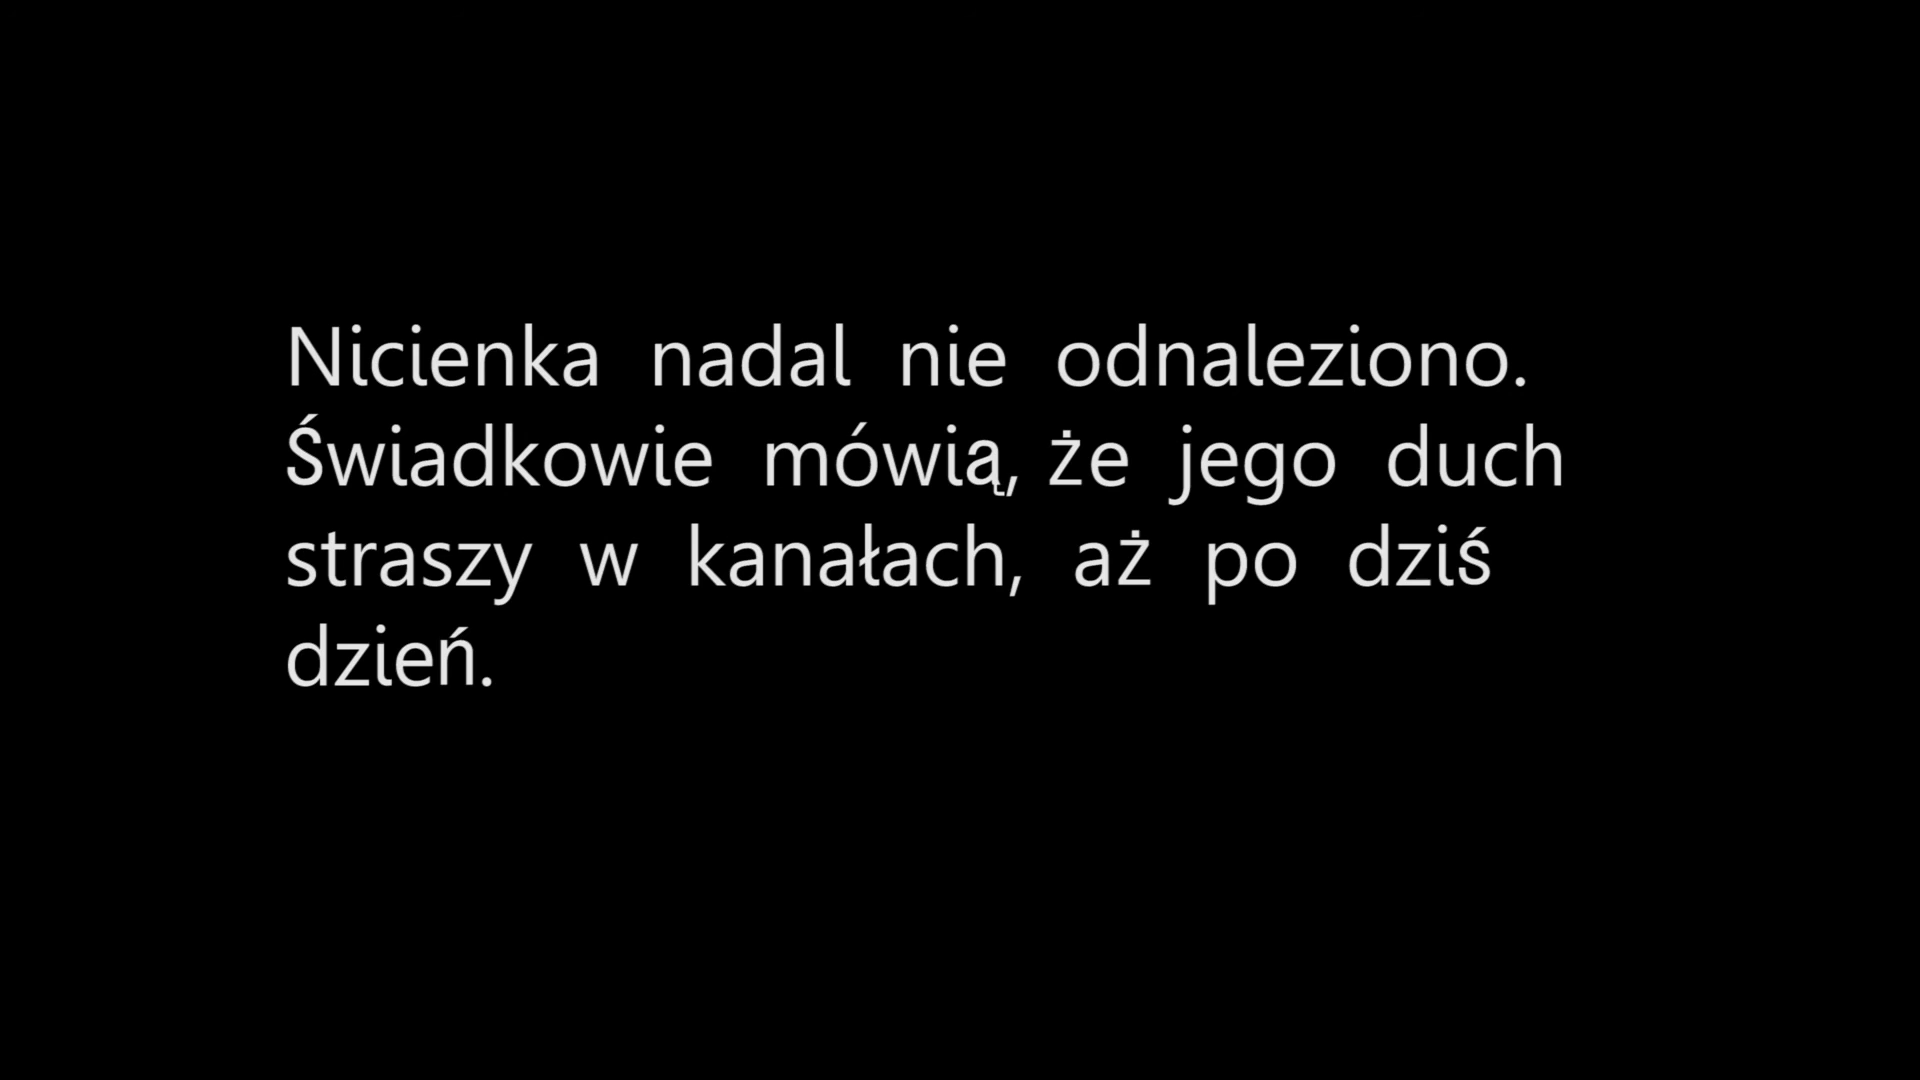 Nicienka nadal nie odnaleziono.
Świadkowie mówią, że jego duch
straszy w kanałach, aż po dziś
dzień.